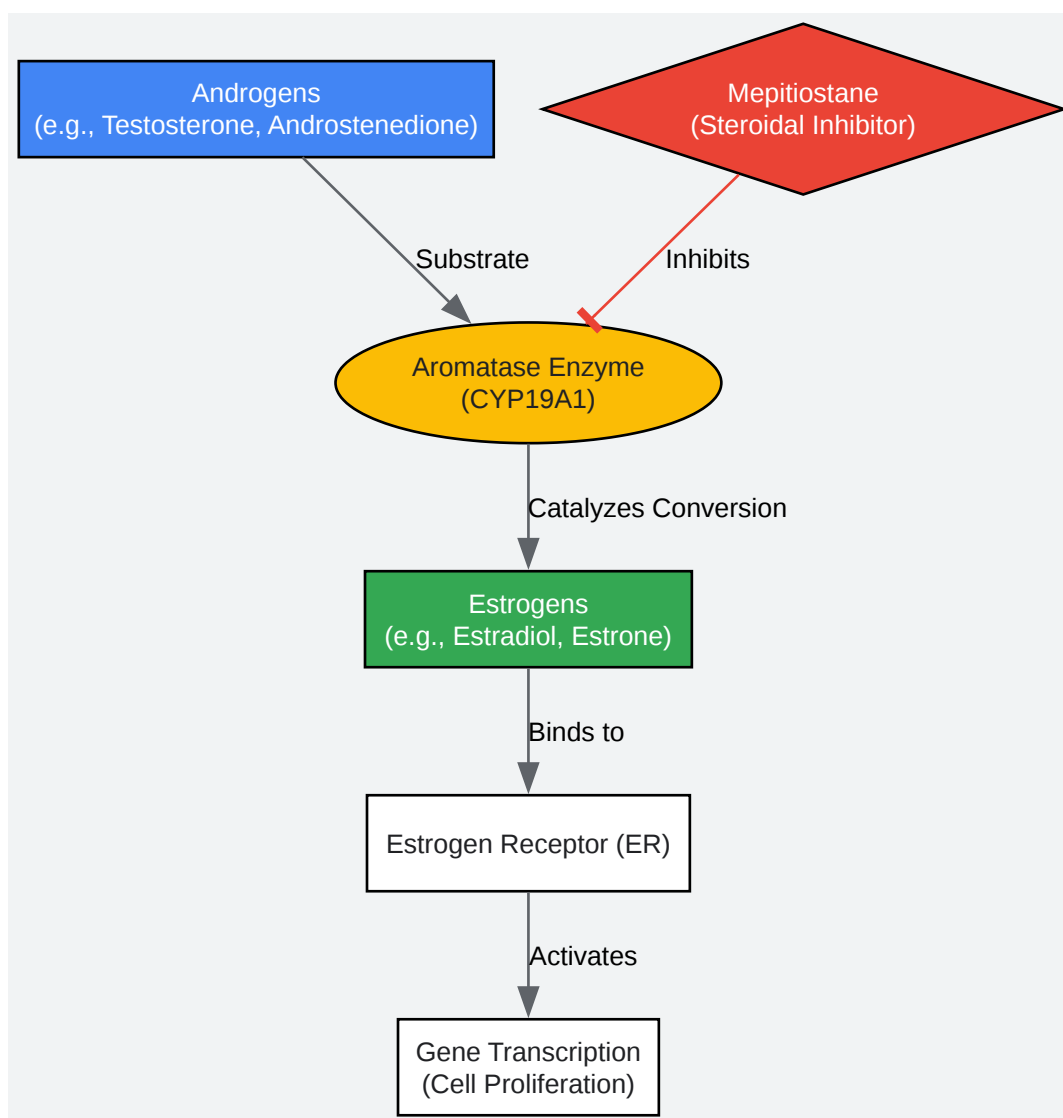 Androgens
(e.g., Testosterone, Androstenedione)
Mepitiostane
(Steroidal Inhibitor)
Substrate
Inhibits
Aromatase Enzyme
(CYP19A1)
Catalyzes Conversion
Estrogens
(e.g., Estradiol, Estrone)
Binds to
Estrogen Receptor (ER)
Activates
Gene Transcription
(Cell Proliferation)